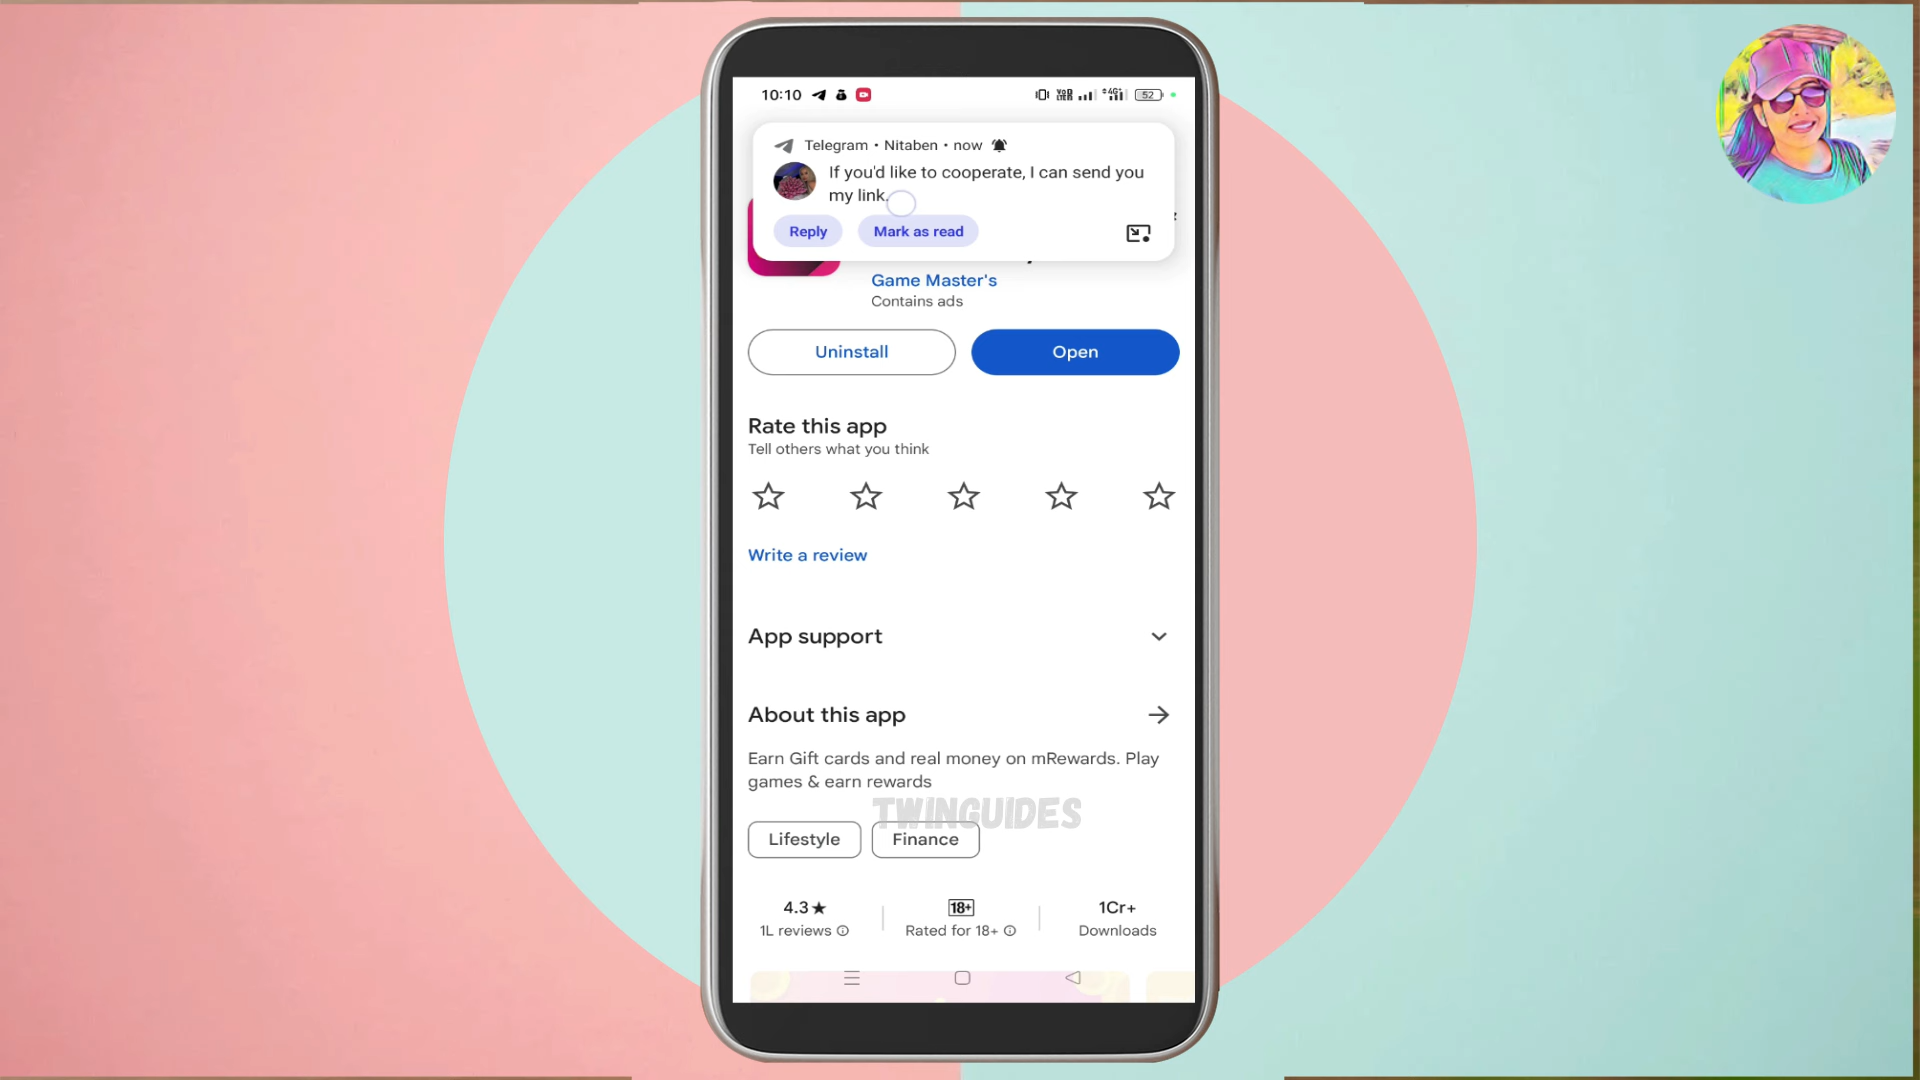 10:10
52
Telegram • Nitaben • now
If you'd like to cooperate, I can send you
my link.
Reply
Mark as read
Game Master's
Contains ads
Uninstall
Open
Rate this app
Tell others what you think
Write a review
App support
About this app
Earn Gift cards and real money on mRewards. Play
games & earn rewards
TWINGUIDES
Lifestyle
Finance
4.3★
18+
1Cr+
1L reviews
Rated for 18+
Downloads